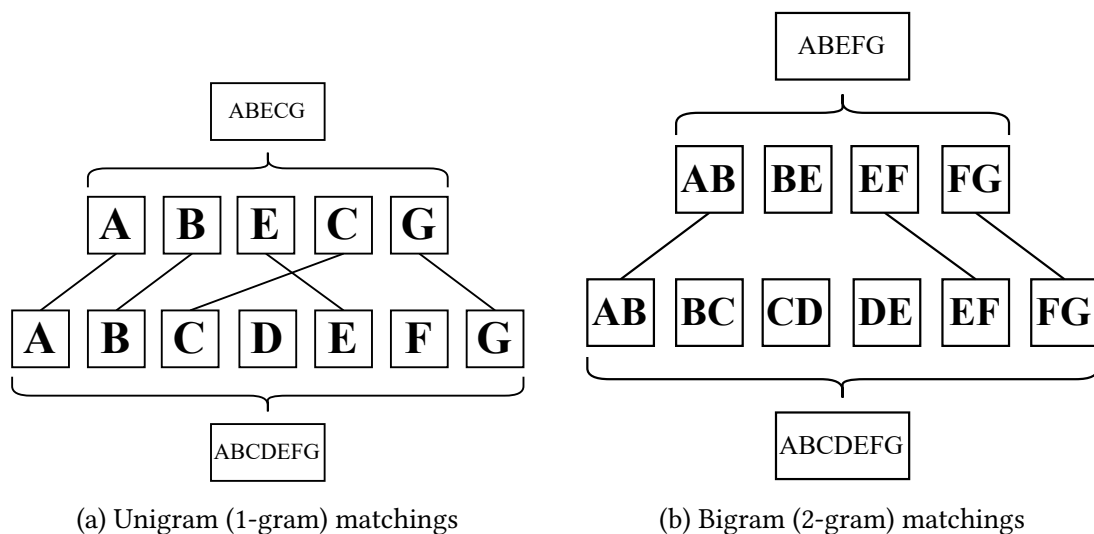 ABECG
A B E C G
A B C D E F G
ABCDEFG
(a) Unigram (1-gram) matchings
ABEFG
AB BE EF FG
AB BC CD DE EF FG
ABCDEFG
(b) Bigram (2-gram) matchings